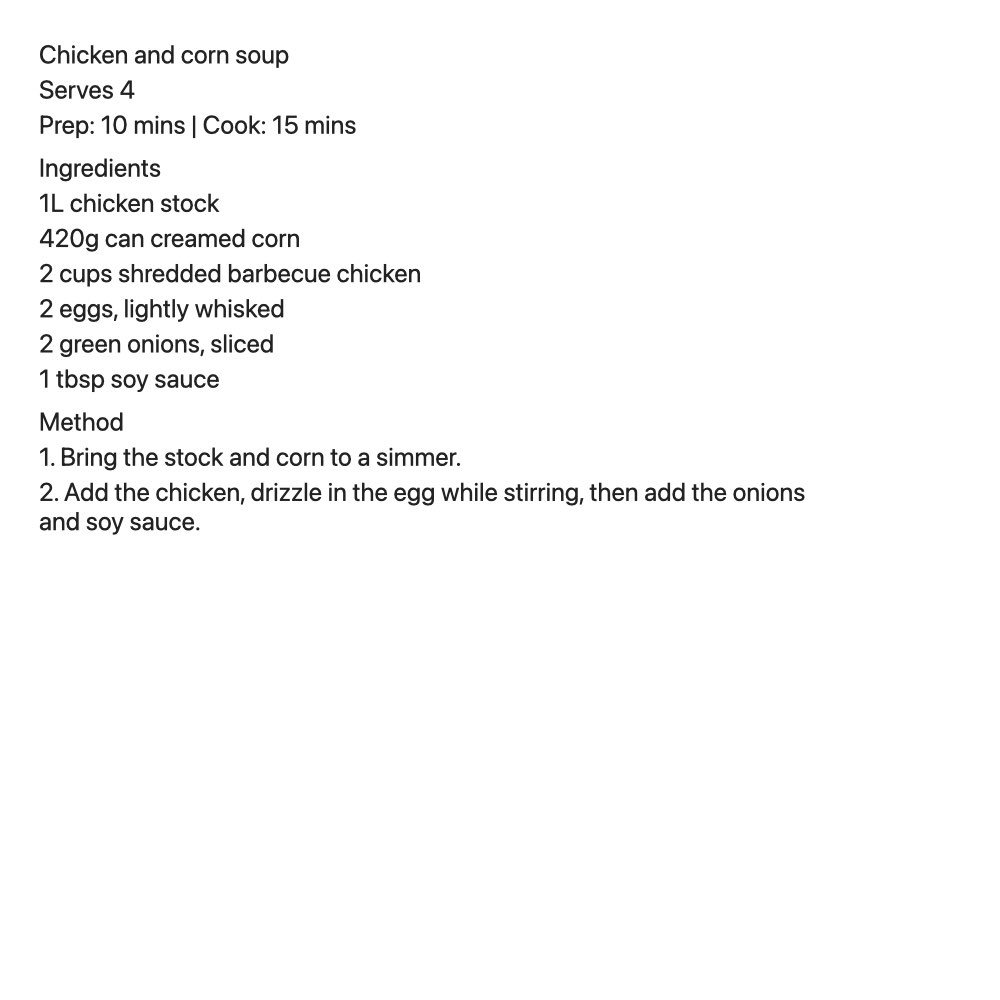 Chicken and corn soup
Serves 4
Prep: 10 mins | Cook: 15 mins
Ingredients
1L chicken stock
420g can creamed corn
2 cups shredded barbecue chicken
2 eggs, lightly whisked
2 green onions, sliced
1 tbsp soy sauce
Method
1. Bring the stock and corn to a simmer.
2. Add the chicken, drizzle in the egg while stirring, then add the onions
and soy sauce.